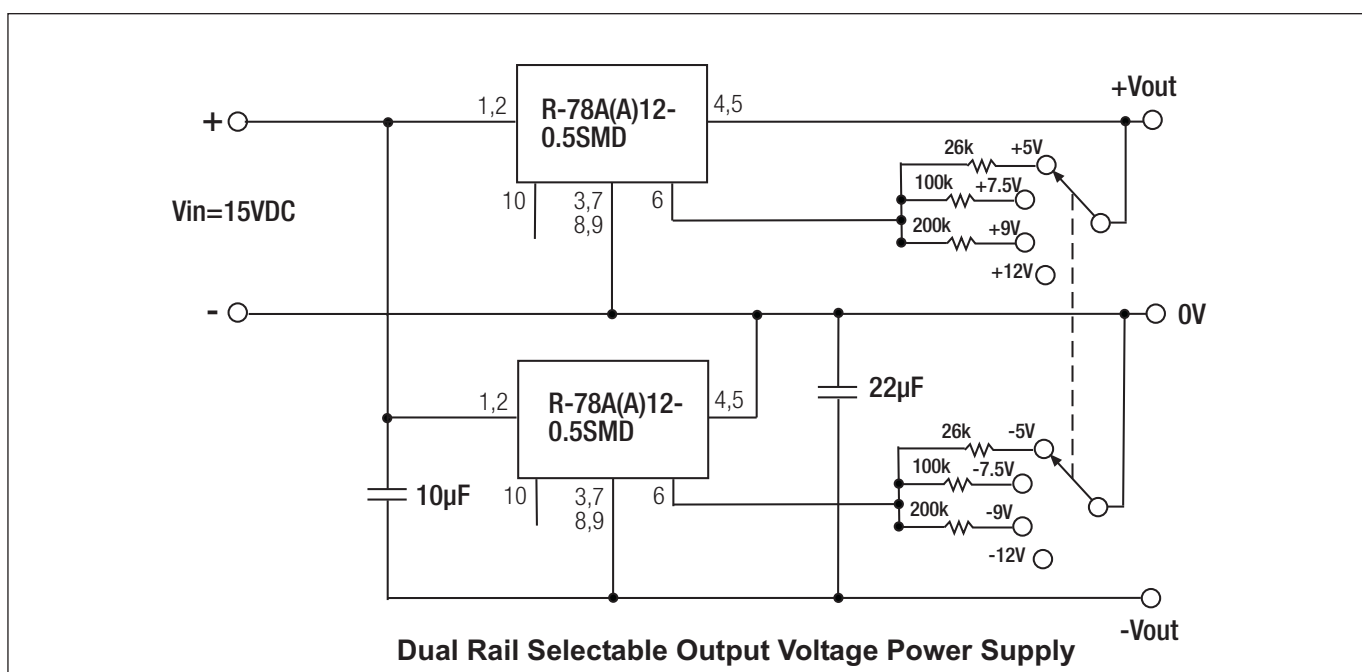 +Vout
R-78A(A)12-
0.5SMD
1,2
4,5
+
26k
+5V
100k
+7.5V
200k
+9V
+12V
10
3,7
8,9
6
Vin=15VDC
-
0V
R-78A(A)12-
0.5SMD
1,2
4,5
22µF
26k
-5V
100k
-7.5V
200k
-9V
-12V
10µF
10
3,7
8,9
6
-Vout
Dual Rail Selectable Output Voltage Power Supply